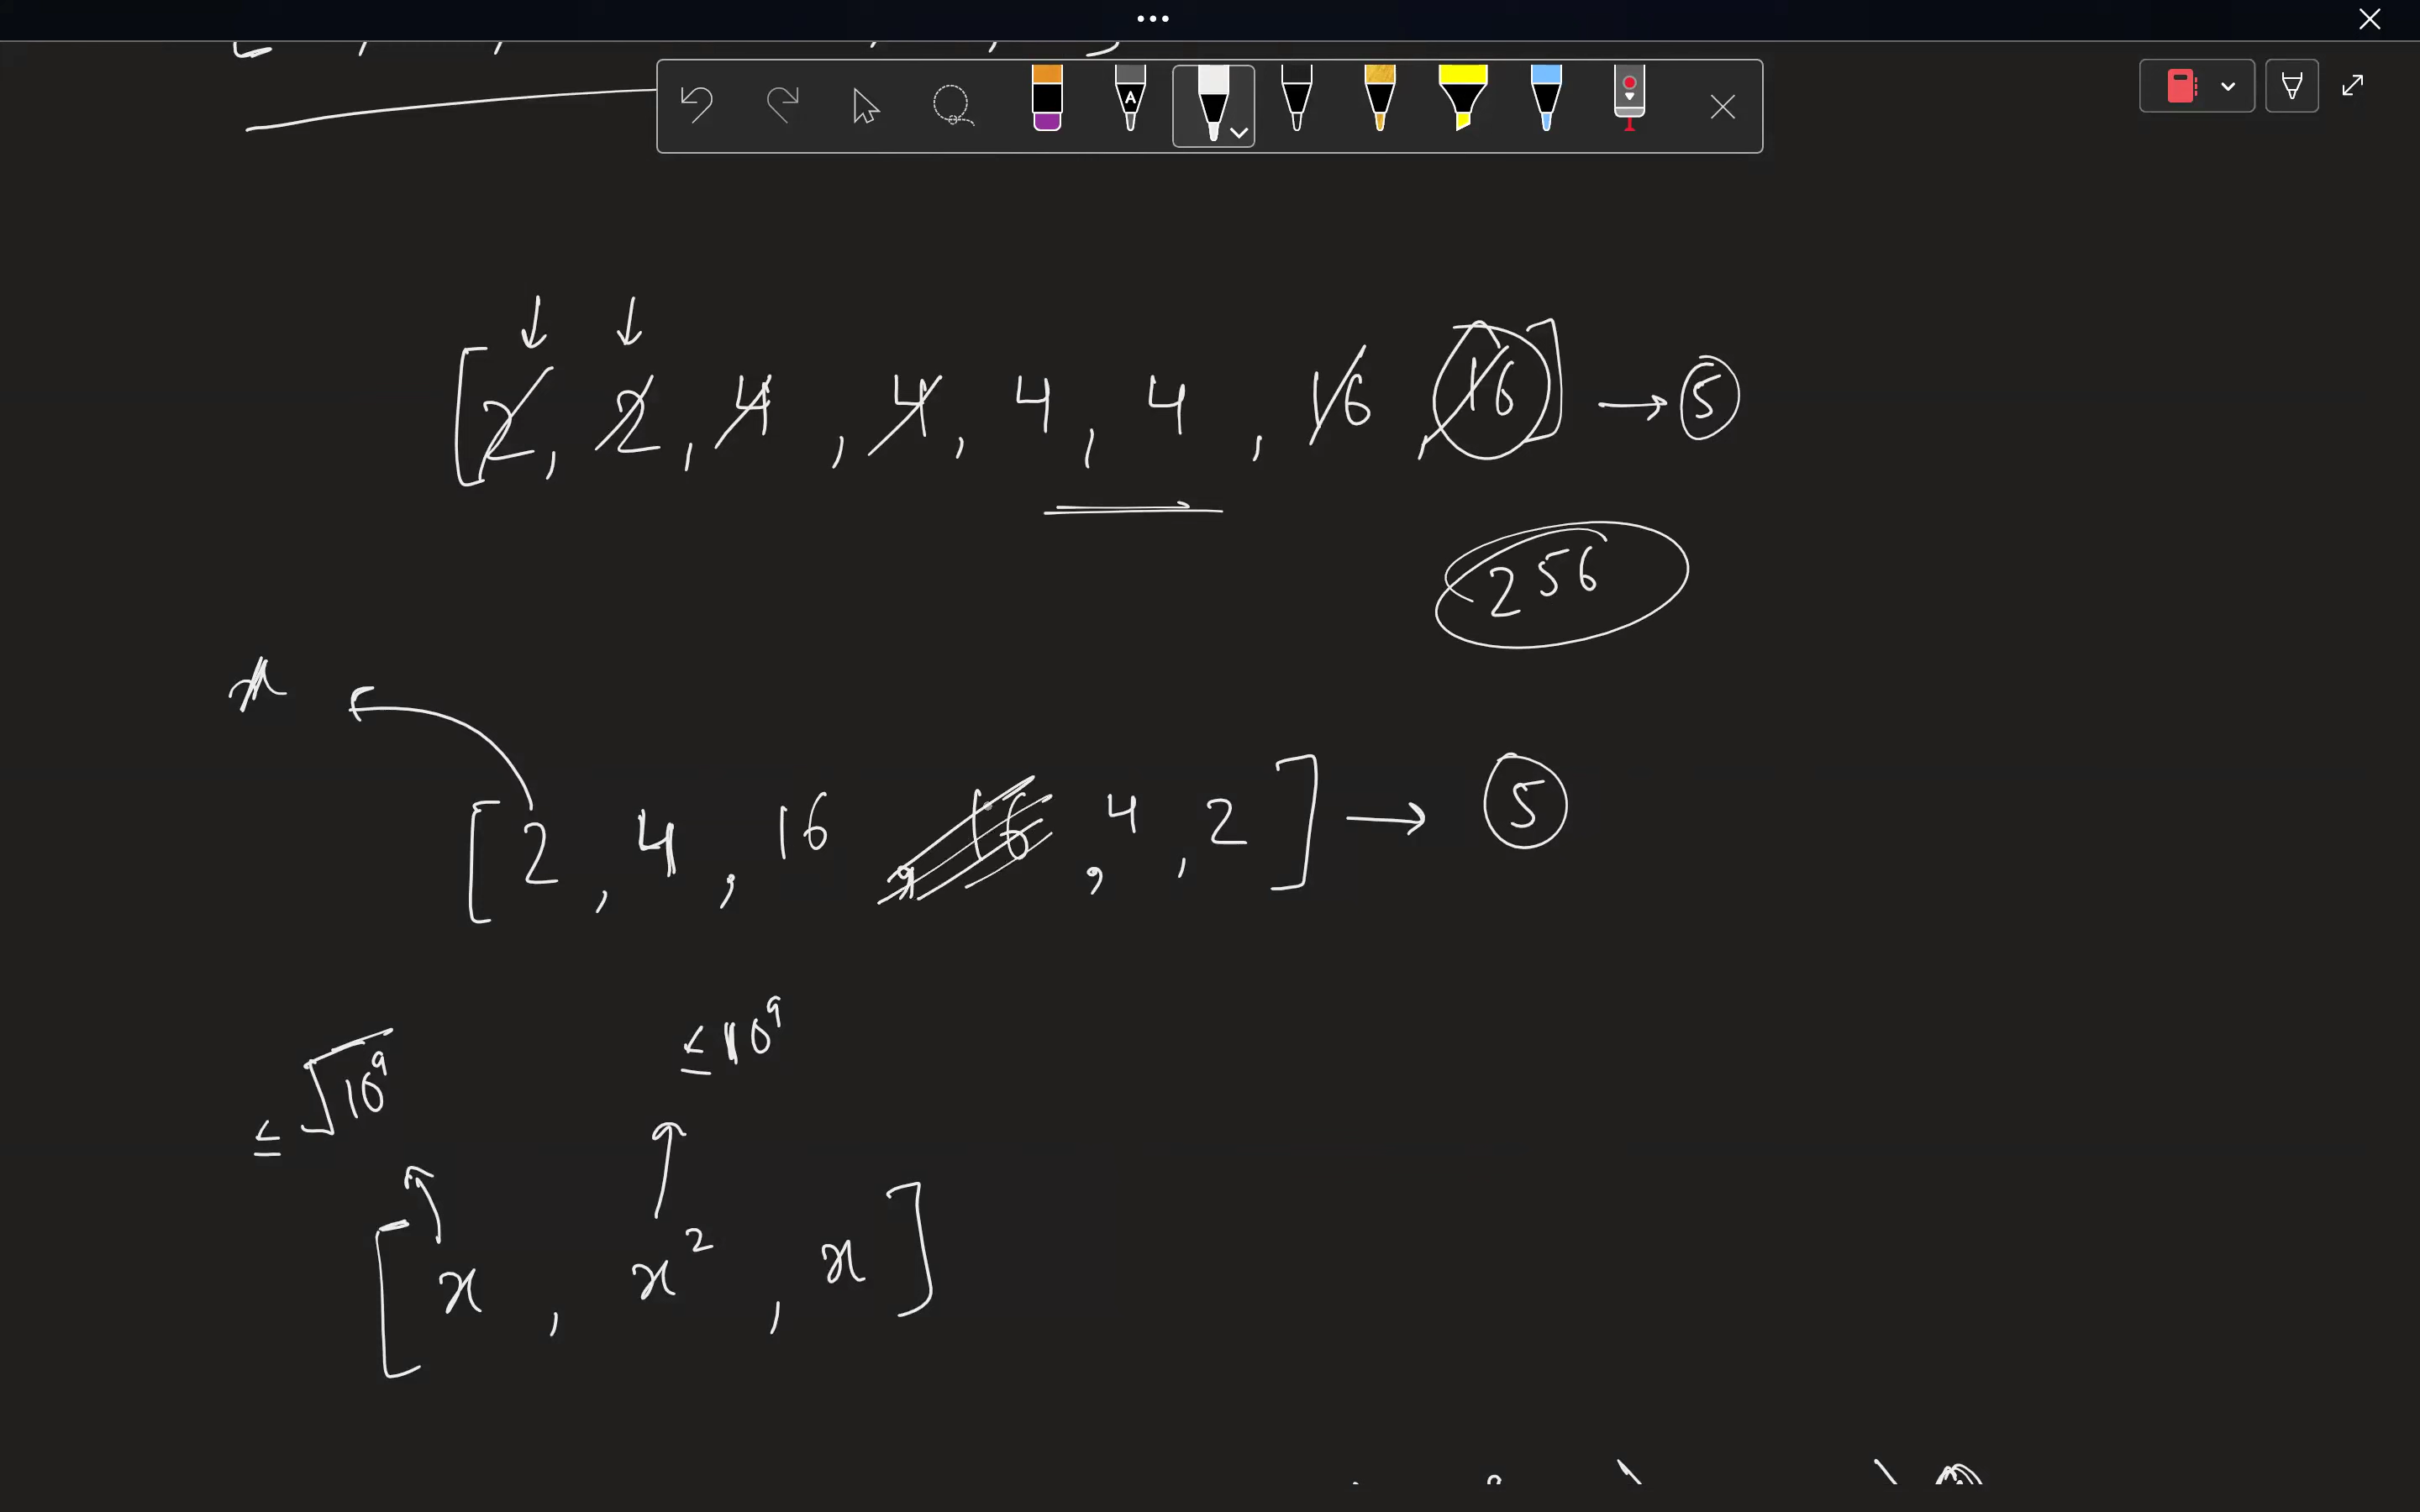 [2, 2, 4, 4, 4, 4, 16 16] → 5
256
x
[2, 4, 16 , 16, 4, 2] → 5
≤ √10⁹
≤ 10⁹
[x, x², x]